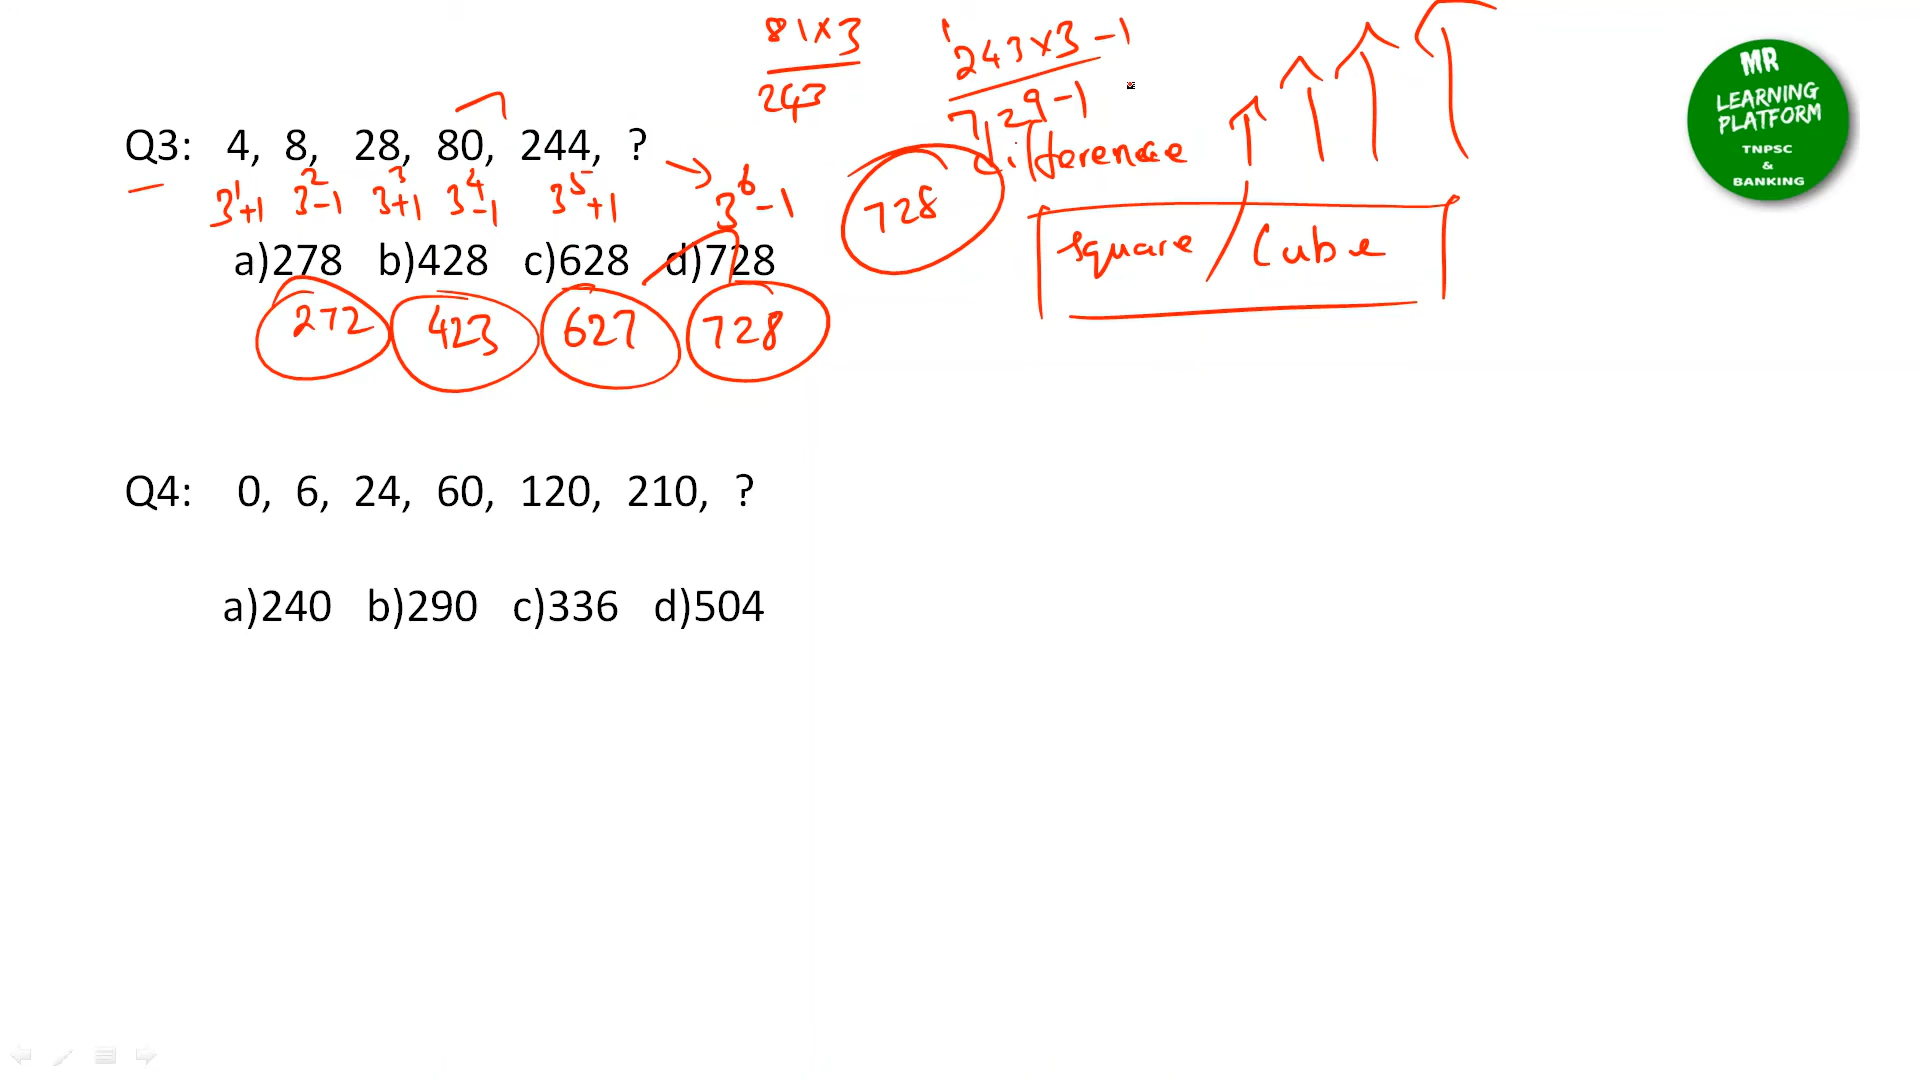 81×3
243
243×3-1
729-1
MR
LEARNING
PLATFORM
TNPSC
&
BANKING
Q3: 4, 8, 28, 80, 244, ?
difference
3¹+1 3²-1 3³+1 3⁴-1 3⁵+1 → 3⁶-1
728
square / Cube
a)278 b)428 c)628 d)728
272 423 627 728
Q4: 0, 6, 24, 60, 120, 210, ?
a)240 b)290 c)336 d)504